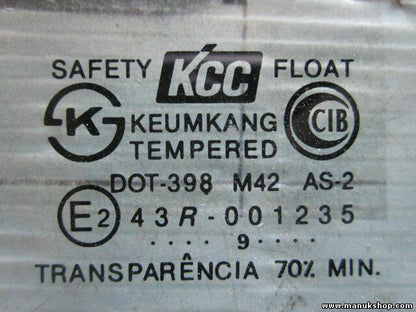 SAFETY KCC FLOAT
K KEUMKANG CIB
TEMPERED
DOT-398 M42 AS-2
E2 43R-001235
.... 9 ....
TRANSPARÊNCIA 70% MIN.
www.manukshop.com